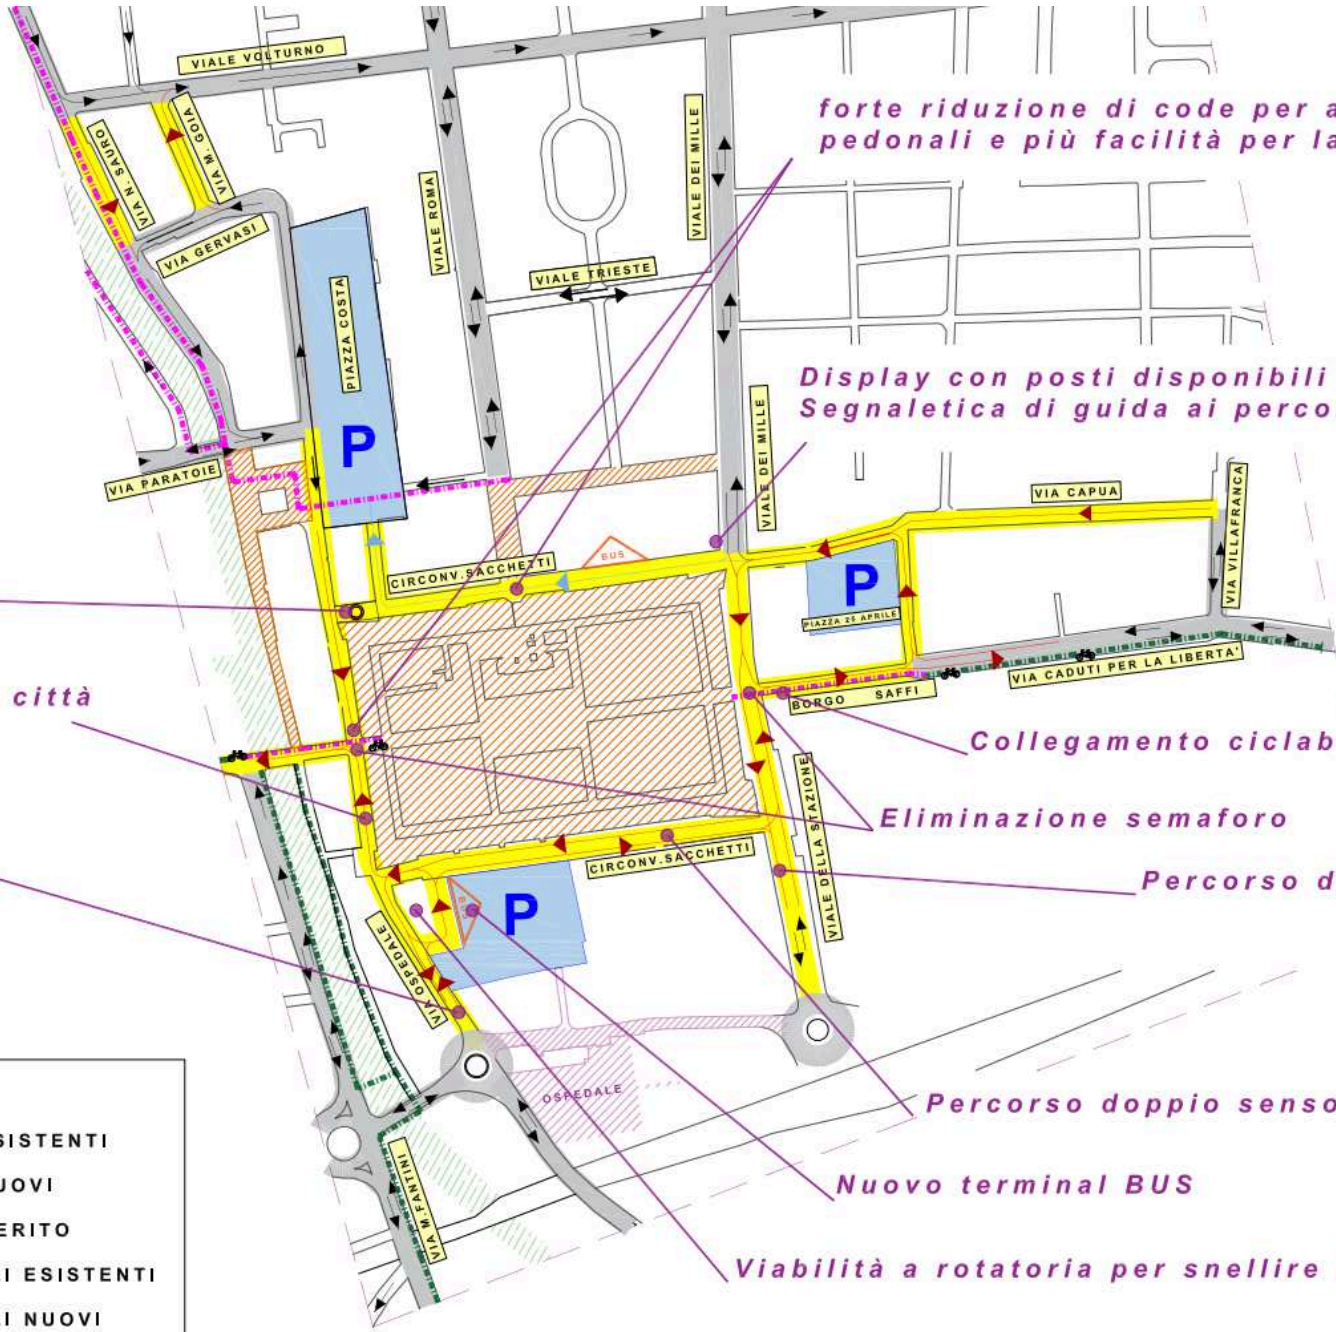 VIALE VOLTURNO
VIA N. SAURO
VIA M. GOIA
VIALE DEI MILLE
forte riduzione di code per a
pedonali e più facilità per la
VIALE ROMA
VIA GERVASI
VIALE TRIESTE
PIAZZA COSTA
Display con posti disponibili
Segnaletica di guida ai perco
VIALE DEI MILLE
P
VIA PARATOIE
VIA CAPUA
VIA VILLAFRANCA
BUS
CIRCONV.SACCHETTI
P
PIAZZA 25 APRILE
VIA CADUTI PER LA LIBERTA'
BORGO SAFFI
città
Collegamento ciclab
VIALE DELLA STAZIONE
Eliminazione semaforo
CIRCONV.SACCHETTI
Percorso d
BUS
P
VIA OSPEDALE
OSPEDALE
Percorso doppio senso
SISTENTI
UOVI
Nuovo terminal BUS
VIA M.FANTINI
ERITO
Viabilità a rotatoria per snellire
I ESISTENTI
I NUOVI